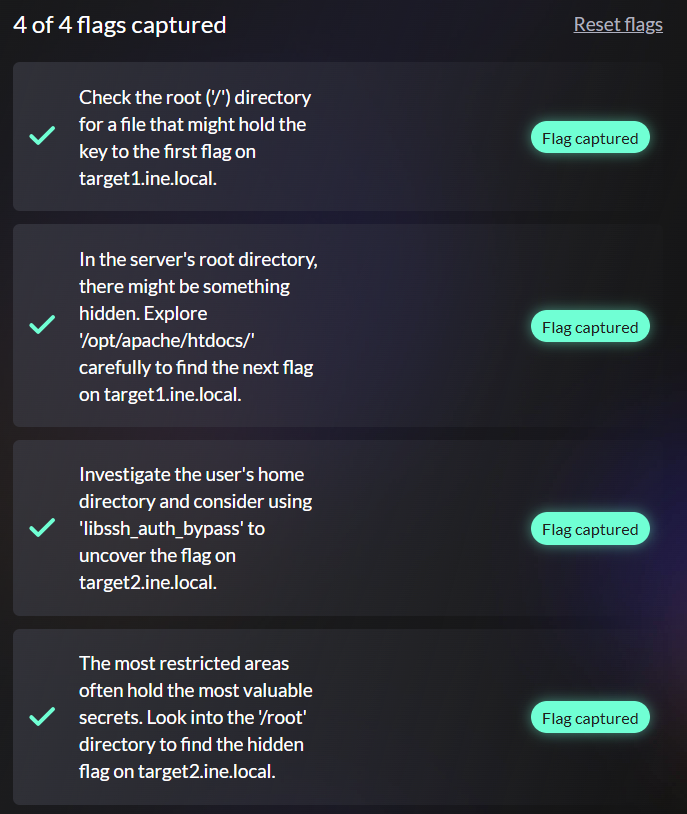 4 of 4 flags captured
Reset flags
Check the root ('/') directory
for a file that might hold the
key to the first flag on
target1.ine.local.
Flag captured
In the server's root directory,
there might be something
hidden. Explore
'/opt/apache/htdocs/'
carefully to find the next flag
on target1.ine.local.
Flag captured
Investigate the user's home
directory and consider using
'libssh_auth_bypass' to
uncover the flag on
target2.ine.local.
Flag captured
The most restricted areas
often hold the most valuable
secrets. Look into the '/root'
directory to find the hidden
flag on target2.ine.local.
Flag captured